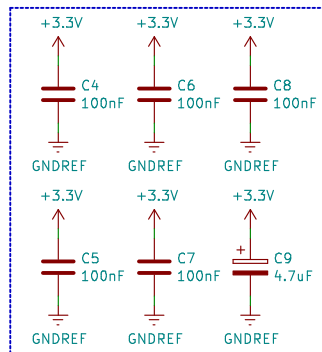 +3.3V +3.3V +3.3V
C4 C6 C8
100nF 100nF 100nF
GNDREF GNDREF GNDREF
+3.3V +3.3V +3.3V
+
C5 C7 C9
100nF 100nF 4.7uF
GNDREF GNDREF GNDREF